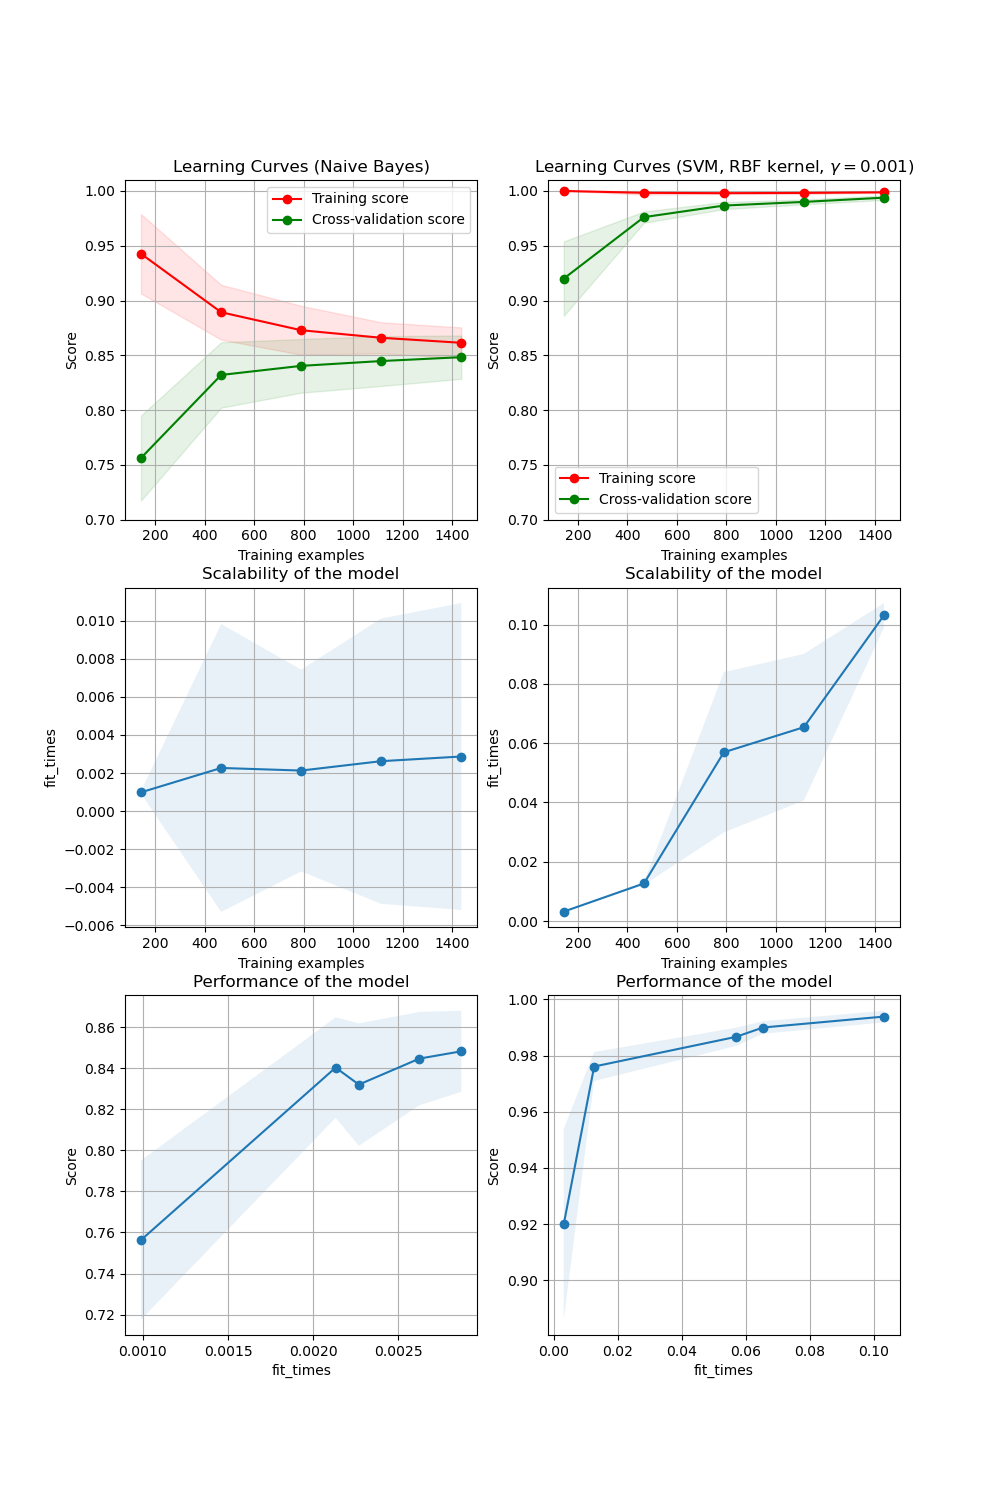 Learning Curves (Naive Bayes)
1.00
0.95
0.90
0.85
0.80
0.75
0.70
Score
Training score
Cross-validation score
200 400 600 800 1000 1200 1400
Training examples
Learning Curves (SVM, RBF kernel, γ = 0.001)
1.00
0.95
0.90
0.85
0.80
0.75
0.70
Score
Training score
Cross-validation score
200 400 600 800 1000 1200 1400
Training examples
Scalability of the model
0.010
0.008
0.006
0.004
0.002
0.000
−0.002
−0.004
−0.006
fit_times
200 400 600 800 1000 1200 1400
Training examples
Scalability of the model
0.10
0.08
0.06
0.04
0.02
0.00
fit_times
200 400 600 800 1000 1200 1400
Training examples
Performance of the model
0.86
0.84
0.82
0.80
0.78
0.76
0.74
0.72
Score
0.0010 0.0015 0.0020 0.0025
fit_times
Performance of the model
1.00
0.98
0.96
0.94
0.92
0.90
Score
0.00 0.02 0.04 0.06 0.08 0.10
fit_times